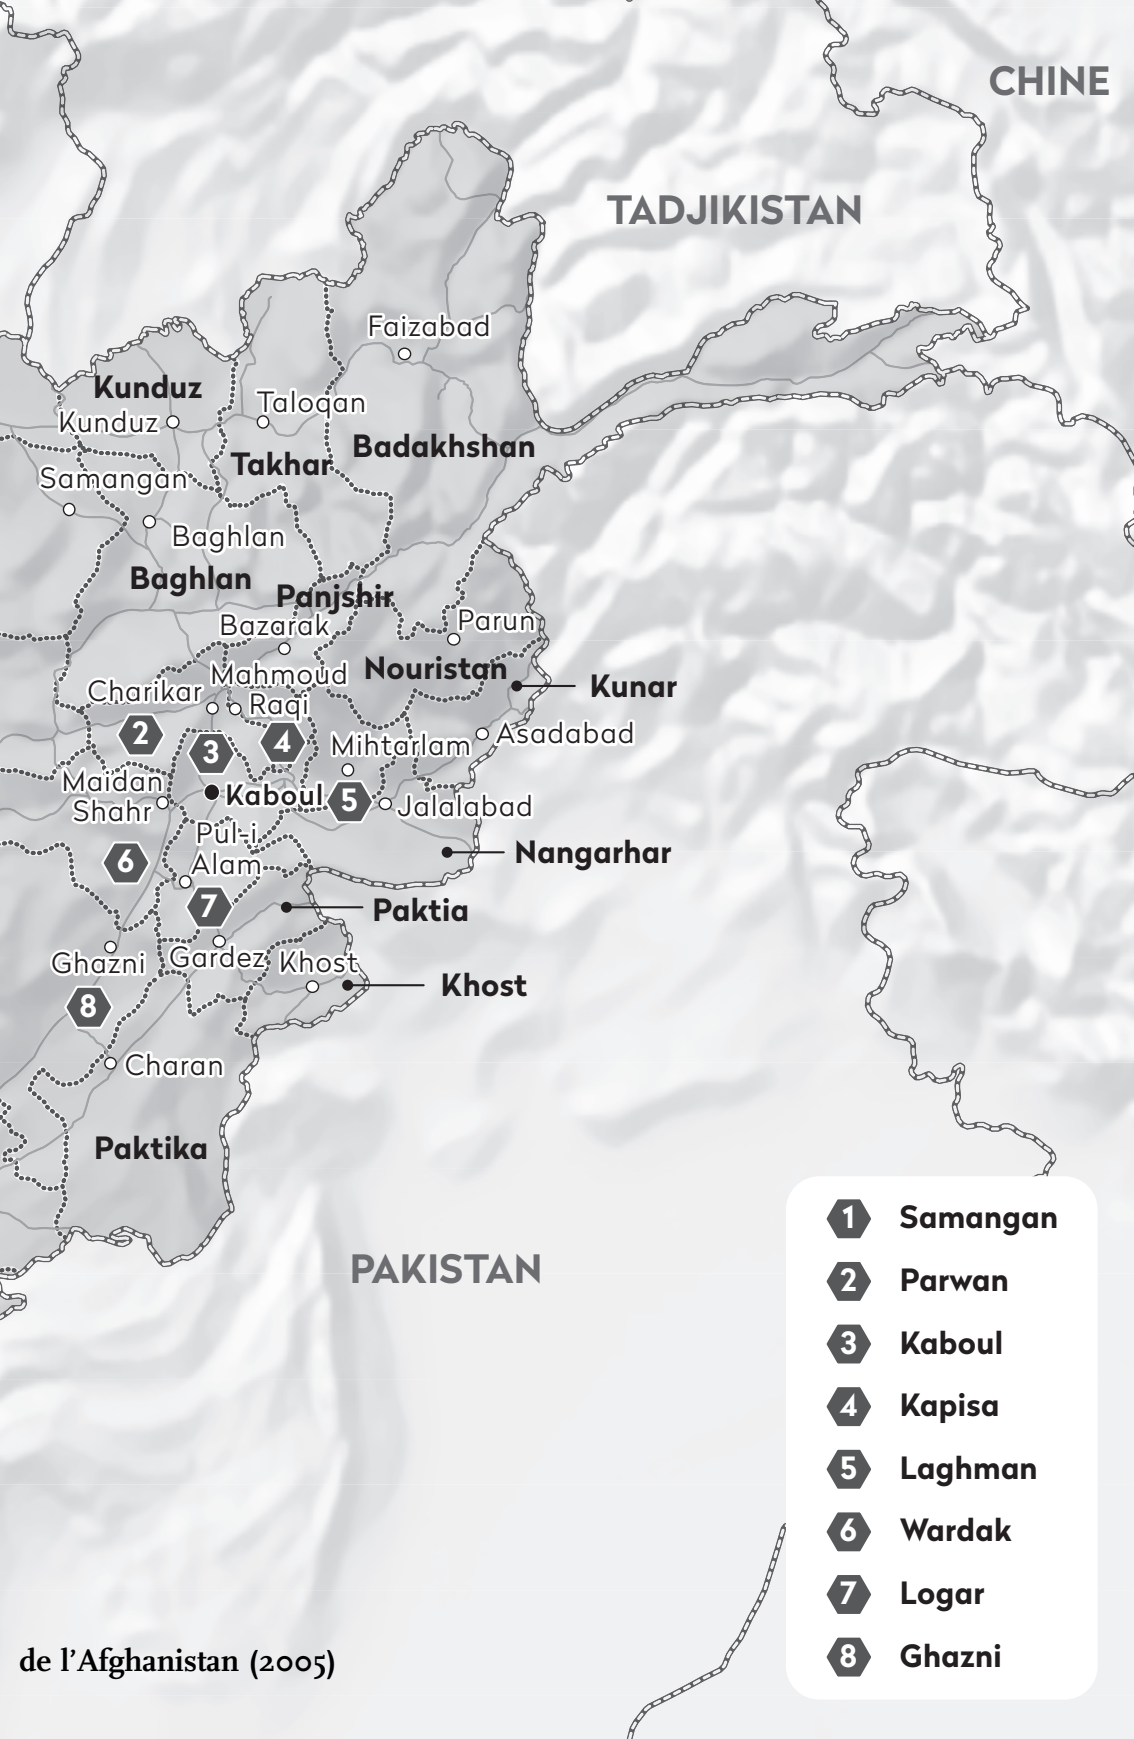 CHINE
TADJIKISTAN
Faizabad
Kunduz
Kunduz
Taloqan
Badakhshan
Takhar
Samangan
Baghlan
Baghlan
Panjshir
Bazarak
Parun
Nouristan
Kunar
Mahmoud
Raqi
Charikar
2
3
4
Asadabad
Mihtarlam
Maidan
Shahr
Kaboul
5
Jalalabad
Pul-i
Alam
6
Nangarhar
7
Paktia
Ghazni
Gardez
Khost
Khost
8
Charan
Paktika
PAKISTAN
1 Samangan
2 Parwan
3 Kaboul
4 Kapisa
5 Laghman
6 Wardak
7 Logar
8 Ghazni
de l’Afghanistan (2005)